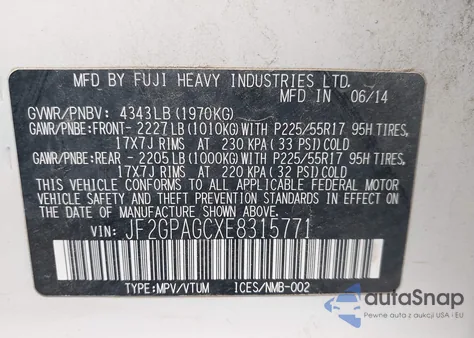 MFD BY FUJI HEAVY INDUSTRIES LTD.
MFD IN 06/14
GVWR/PNBV: 4343LB (1970KG)
GAWR/PNBE:FRONT- 2227LB (1010KG) WITH P225/55R17 95H TIRES,
17X7J RIMS AT 230 KPA ( 33 PSI) COLD
GAWR/PNBE:REAR - 2205LB (1000KG) WITH P225/55R17 95H TIRES,
17X7J RIMS AT 220 KPA ( 32 PSI) COLD
THIS VEHICLE CONFORMS TO ALL APPLICABLE FEDERAL MOTOR
VEHICLE SAFETY AND THEFT PREVENTION STANDARDS IN EFFECT
ON THE DATE OF MANUFACTURE SHOWN ABOVE.
VIN: JF2GPAGCXE8315771
TYPE:MPV/VTUM ICES/NMB-002
autoSnap
Pewne auta z aukcji USA i EU